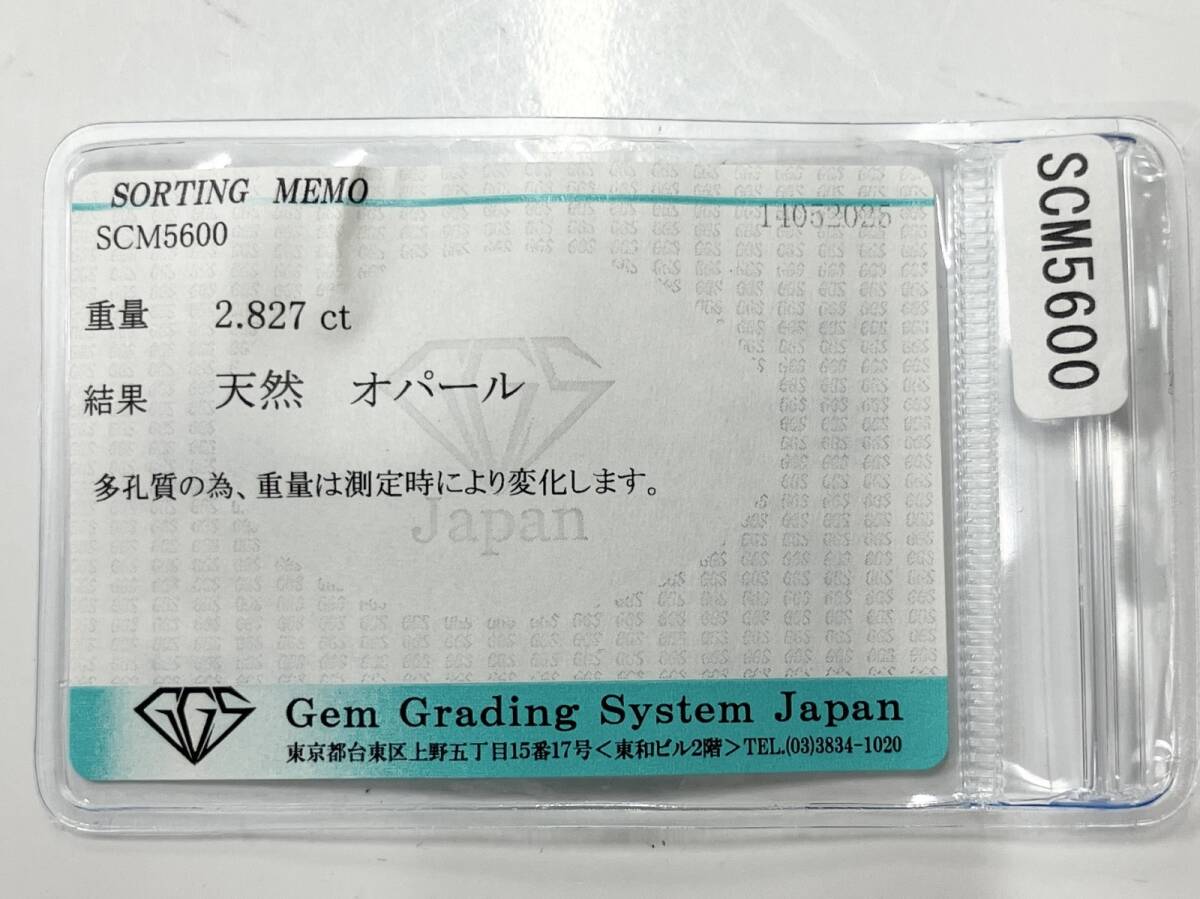 SORTING MEMO
14052025
SCM5600
重量 2.827 ct
結果 天然 オパール
多孔質の為、重量は測定時により変化します。
GGS
Japan
GGS
Gem Grading System Japan
東京都台東区上野五丁目15番17号＜東和ビル2階＞TEL.(03)3834-1020
SCM5600